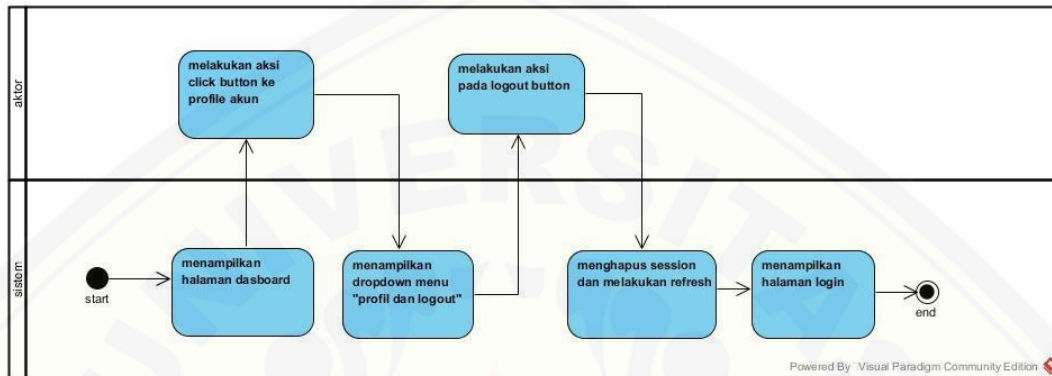 aktor
melakukan aksi
click button ke
profile akun
melakukan aksi
pada logout button
sistem
start
menampilkan
halaman dasboard
menampilkan
dropdown menu
"profil dan logout"
menghapus session
dan melakukan refresh
menampilkan
halaman login
end
UNIVERSITA
Powered By Visual Paradigm Community Edition